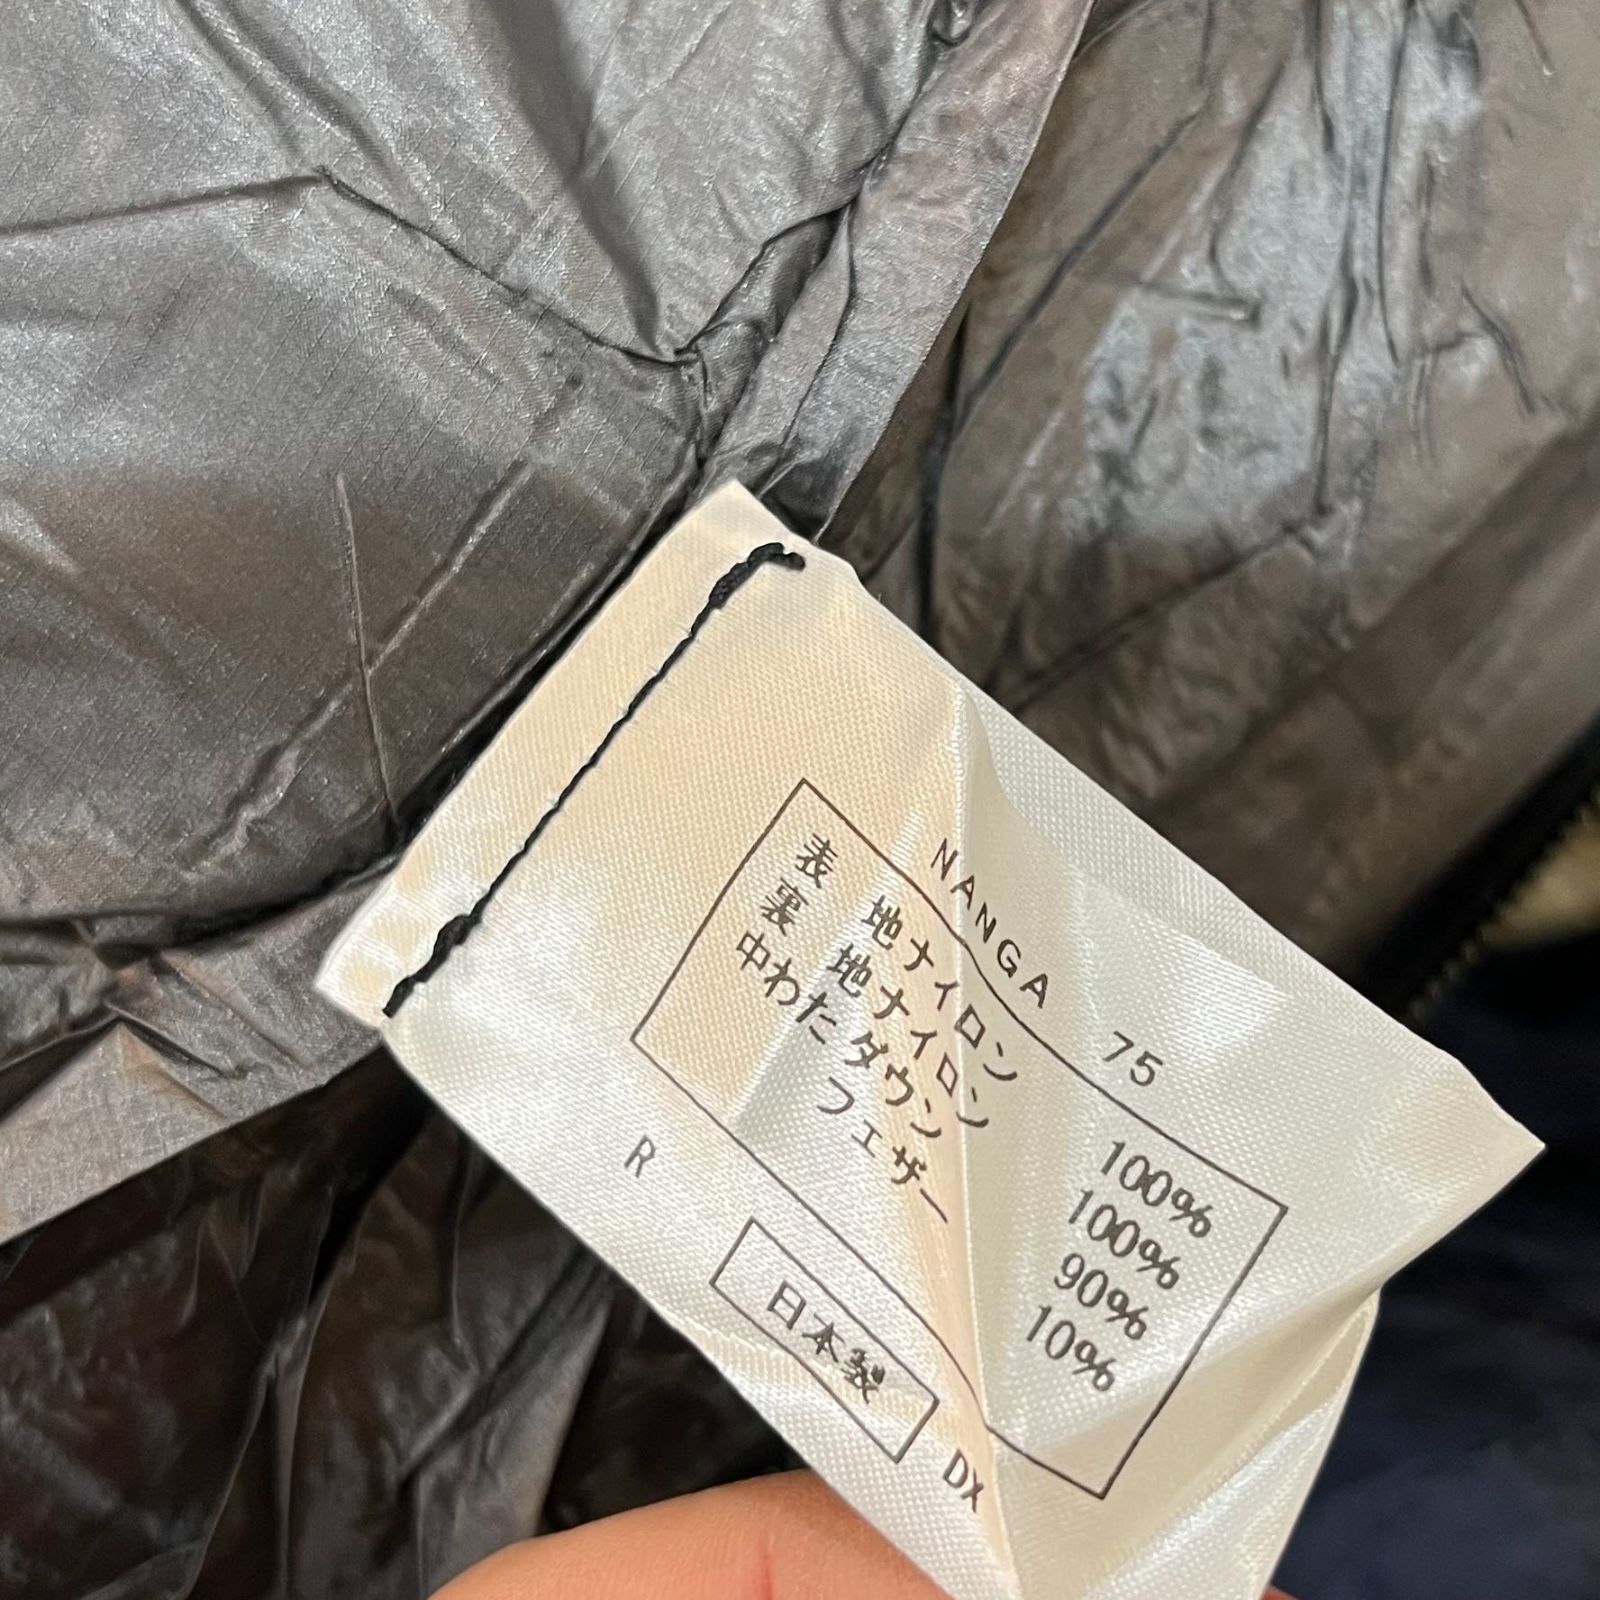 NANGA 75
表 地ナイロン 100%
裏 地ナイロン 100%
中わたダウン 90%
フェザー 10%
R
日本製 DX